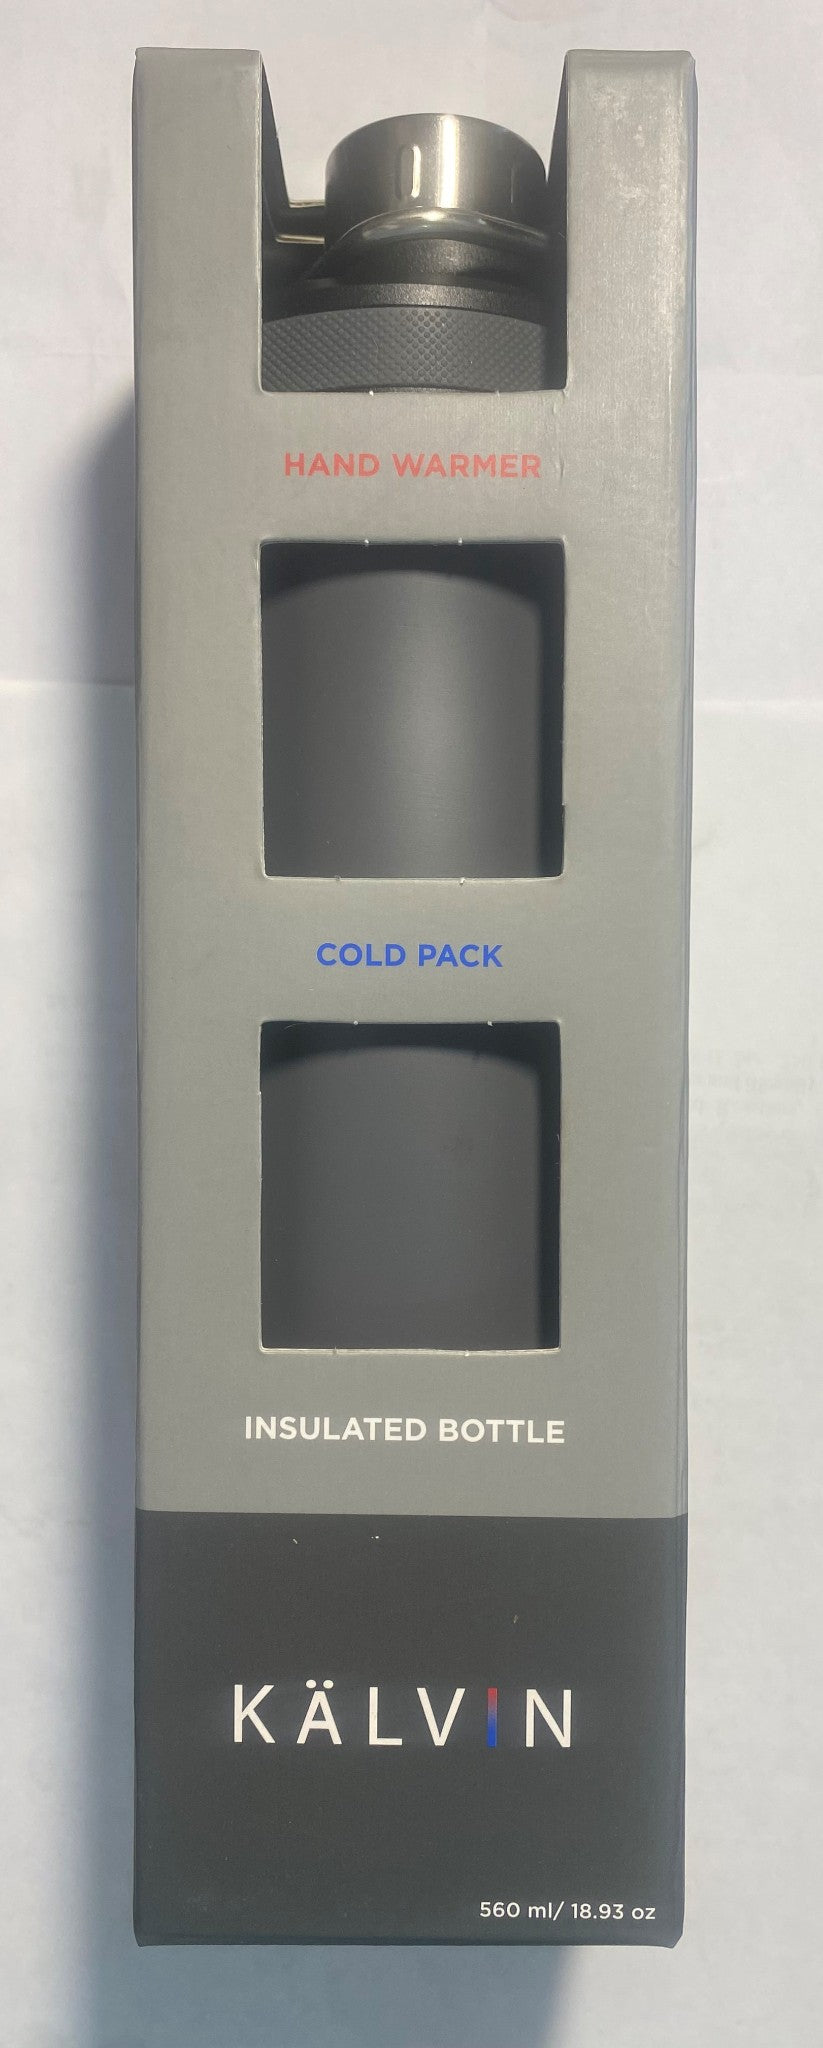 HAND WARMER
COLD PACK
INSULATED BOTTLE
KÄLVIN
560 ml/ 18.93 oz